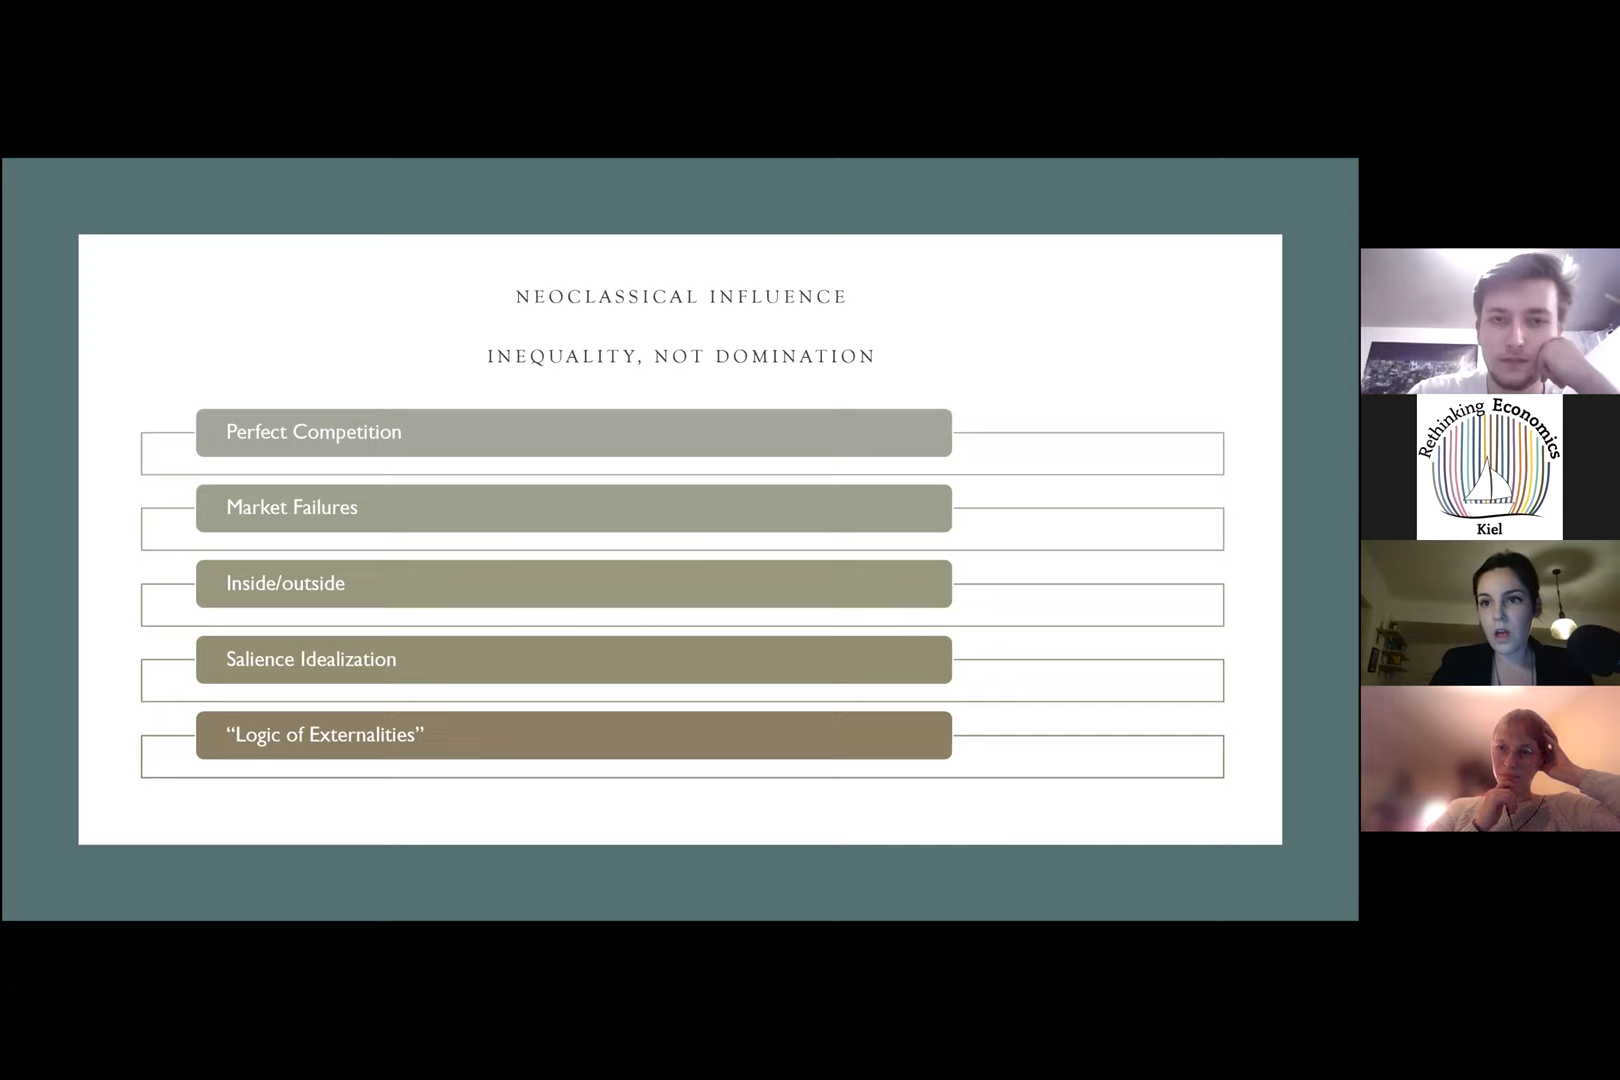 NEOCLASSICAL INFLUENCE
INEQUALITY, NOT DOMINATION
Perfect Competition
Market Failures
Inside/outside
Salience Idealization
“Logic of Externalities”
Rethinking Economics
Kiel